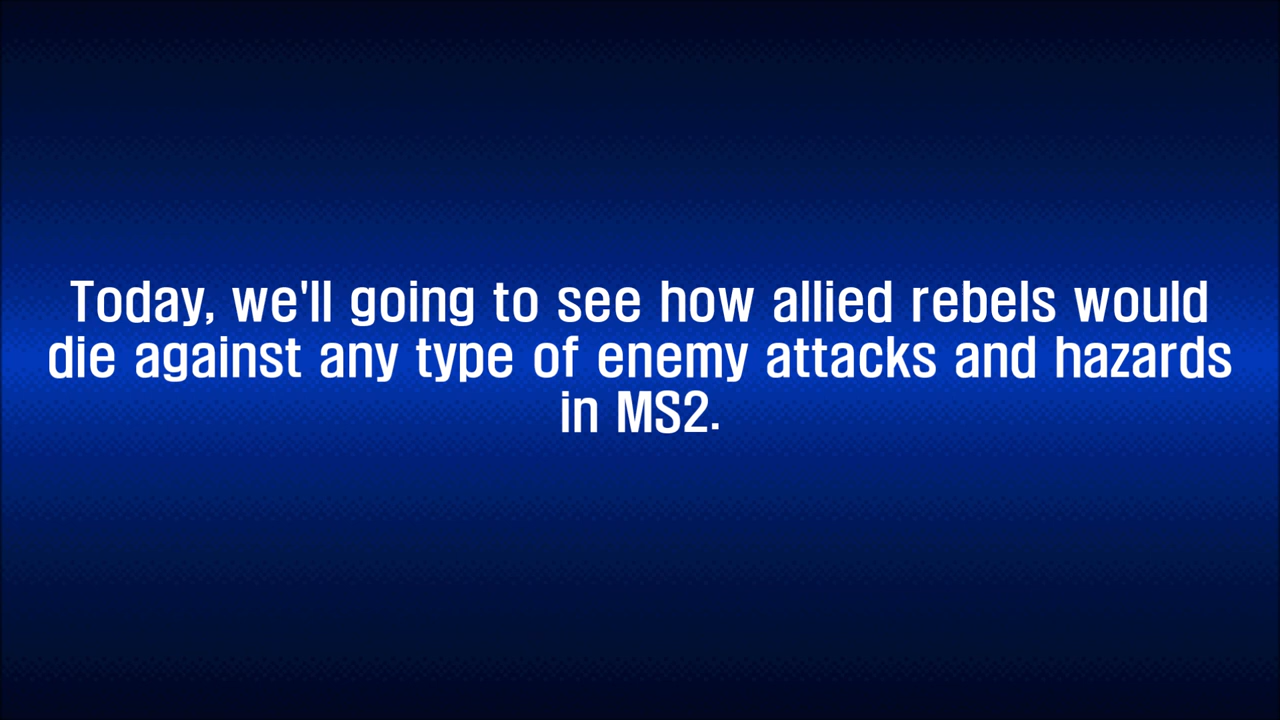 Today, we'll going to see how allied rebels would
die against any type of enemy attacks and hazards
in MS2.